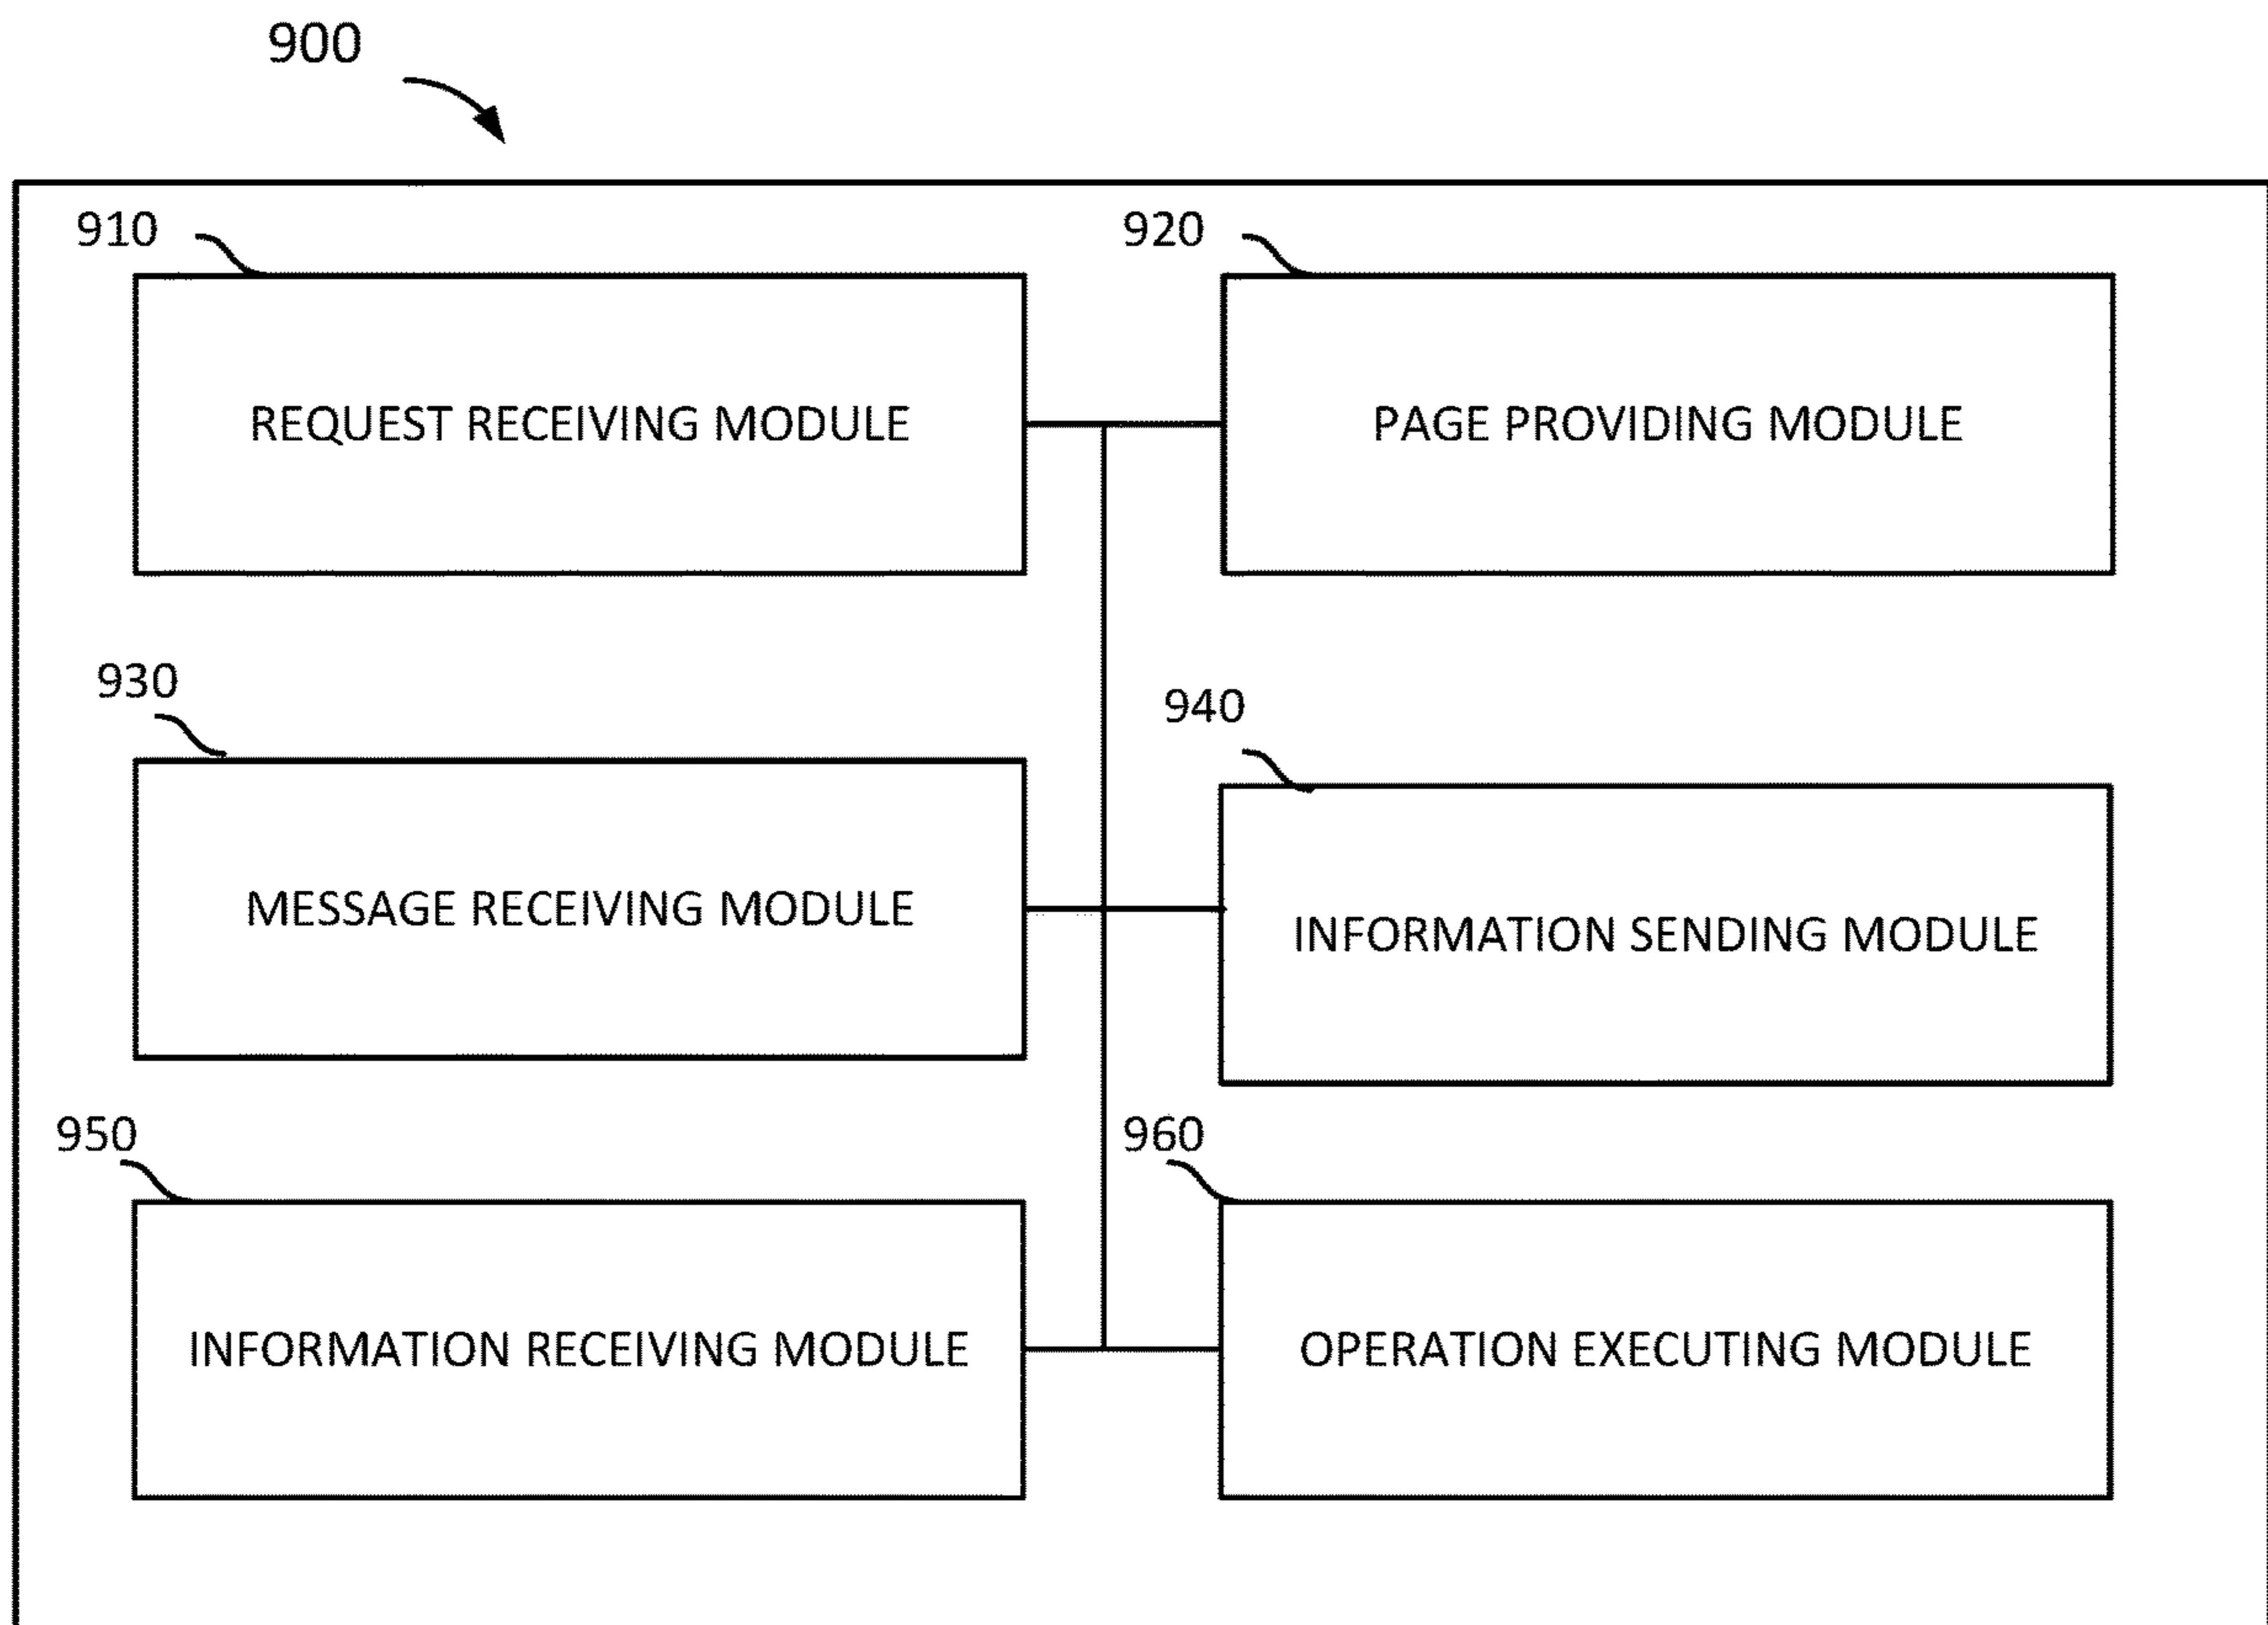 900
910
920
REQUEST RECEIVING MODULE
PAGE PROVIDING MODULE
930
940
MESSAGE RECEIVING MODULE
INFORMATION SENDING MODULE
950
960
INFORMATION RECEIVING MODULE
OPERATION EXECUTING MODULE